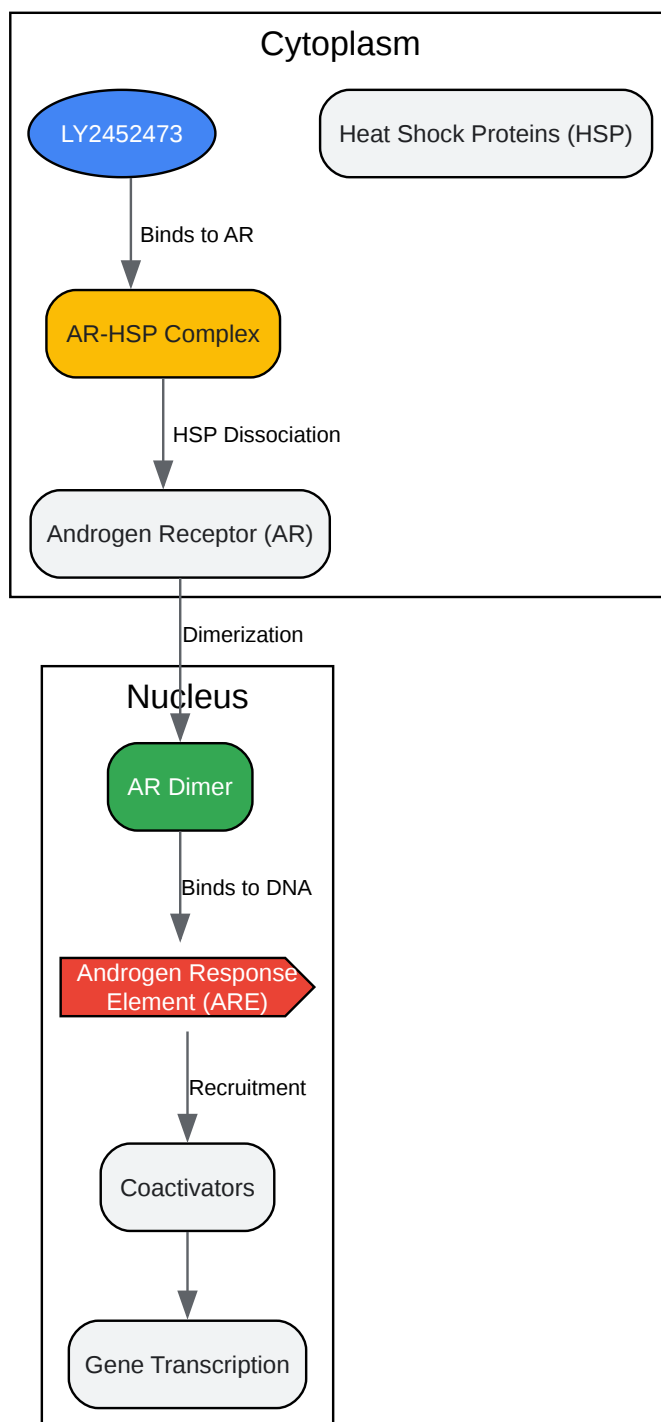 Cytoplasm
LY2452473
Heat Shock Proteins (HSP)
Binds to AR
AR-HSP Complex
HSP Dissociation
Androgen Receptor (AR)
Dimerization
Nucleus
AR Dimer
Binds to DNA
Androgen Response
Element (ARE)
Recruitment
Coactivators
Gene Transcription